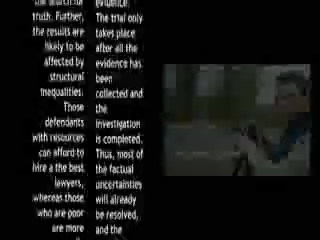 the search for
truth. Further,
the results are
likely to be
affected by
structural
inequalities.
Those
defendants
with resources
can afford to
hire a the best
lawyers,
whereas those
who are poor
are more
evidence.
The trial only
takes place
after all the
evidence has
been
collected and
the
investigation
is completed.
Thus, most of
the factual
uncertainties
will already
be resolved,
and the